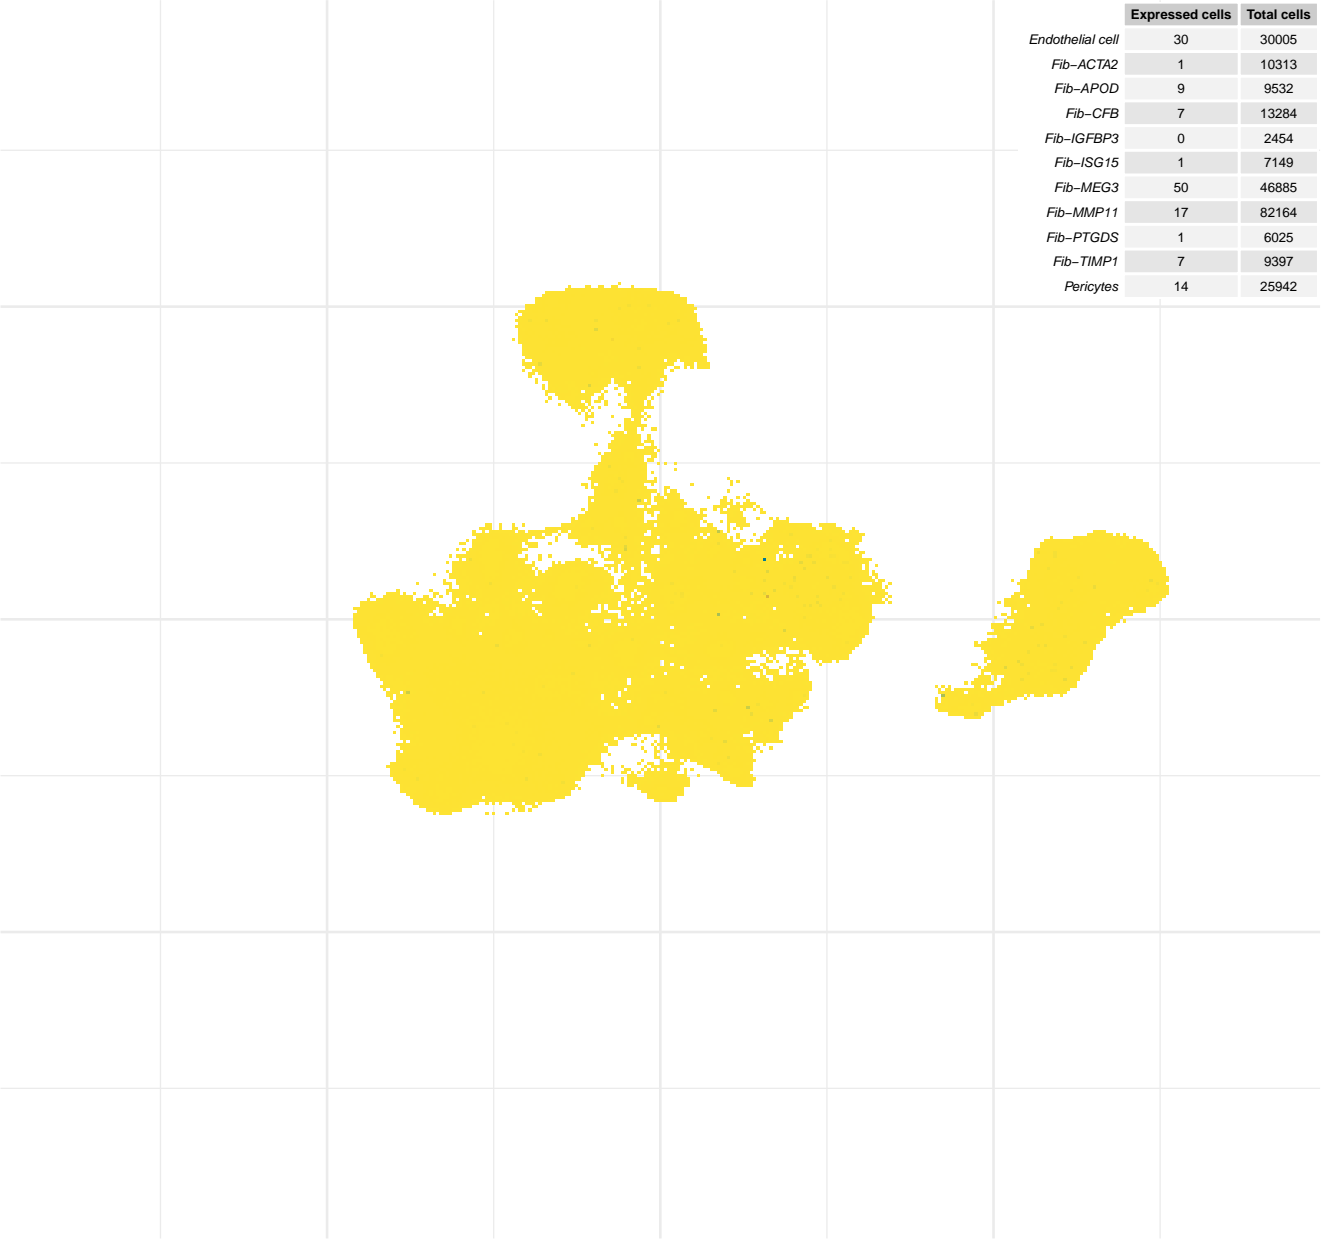 Expressed cells Total cells
Endothelial cell 30 30005
Fib−ACTA2 1 10313
Fib−APOD 9 9532
Fib−CFB 7 13284
Fib−IGFBP3 0 2454
Fib−ISG15 1 7149
Fib−MEG3 50 46885
Fib−MMP11 17 82164
Fib−PTGDS 1 6025
Fib−TIMP1 7 9397
Pericytes 14 25942